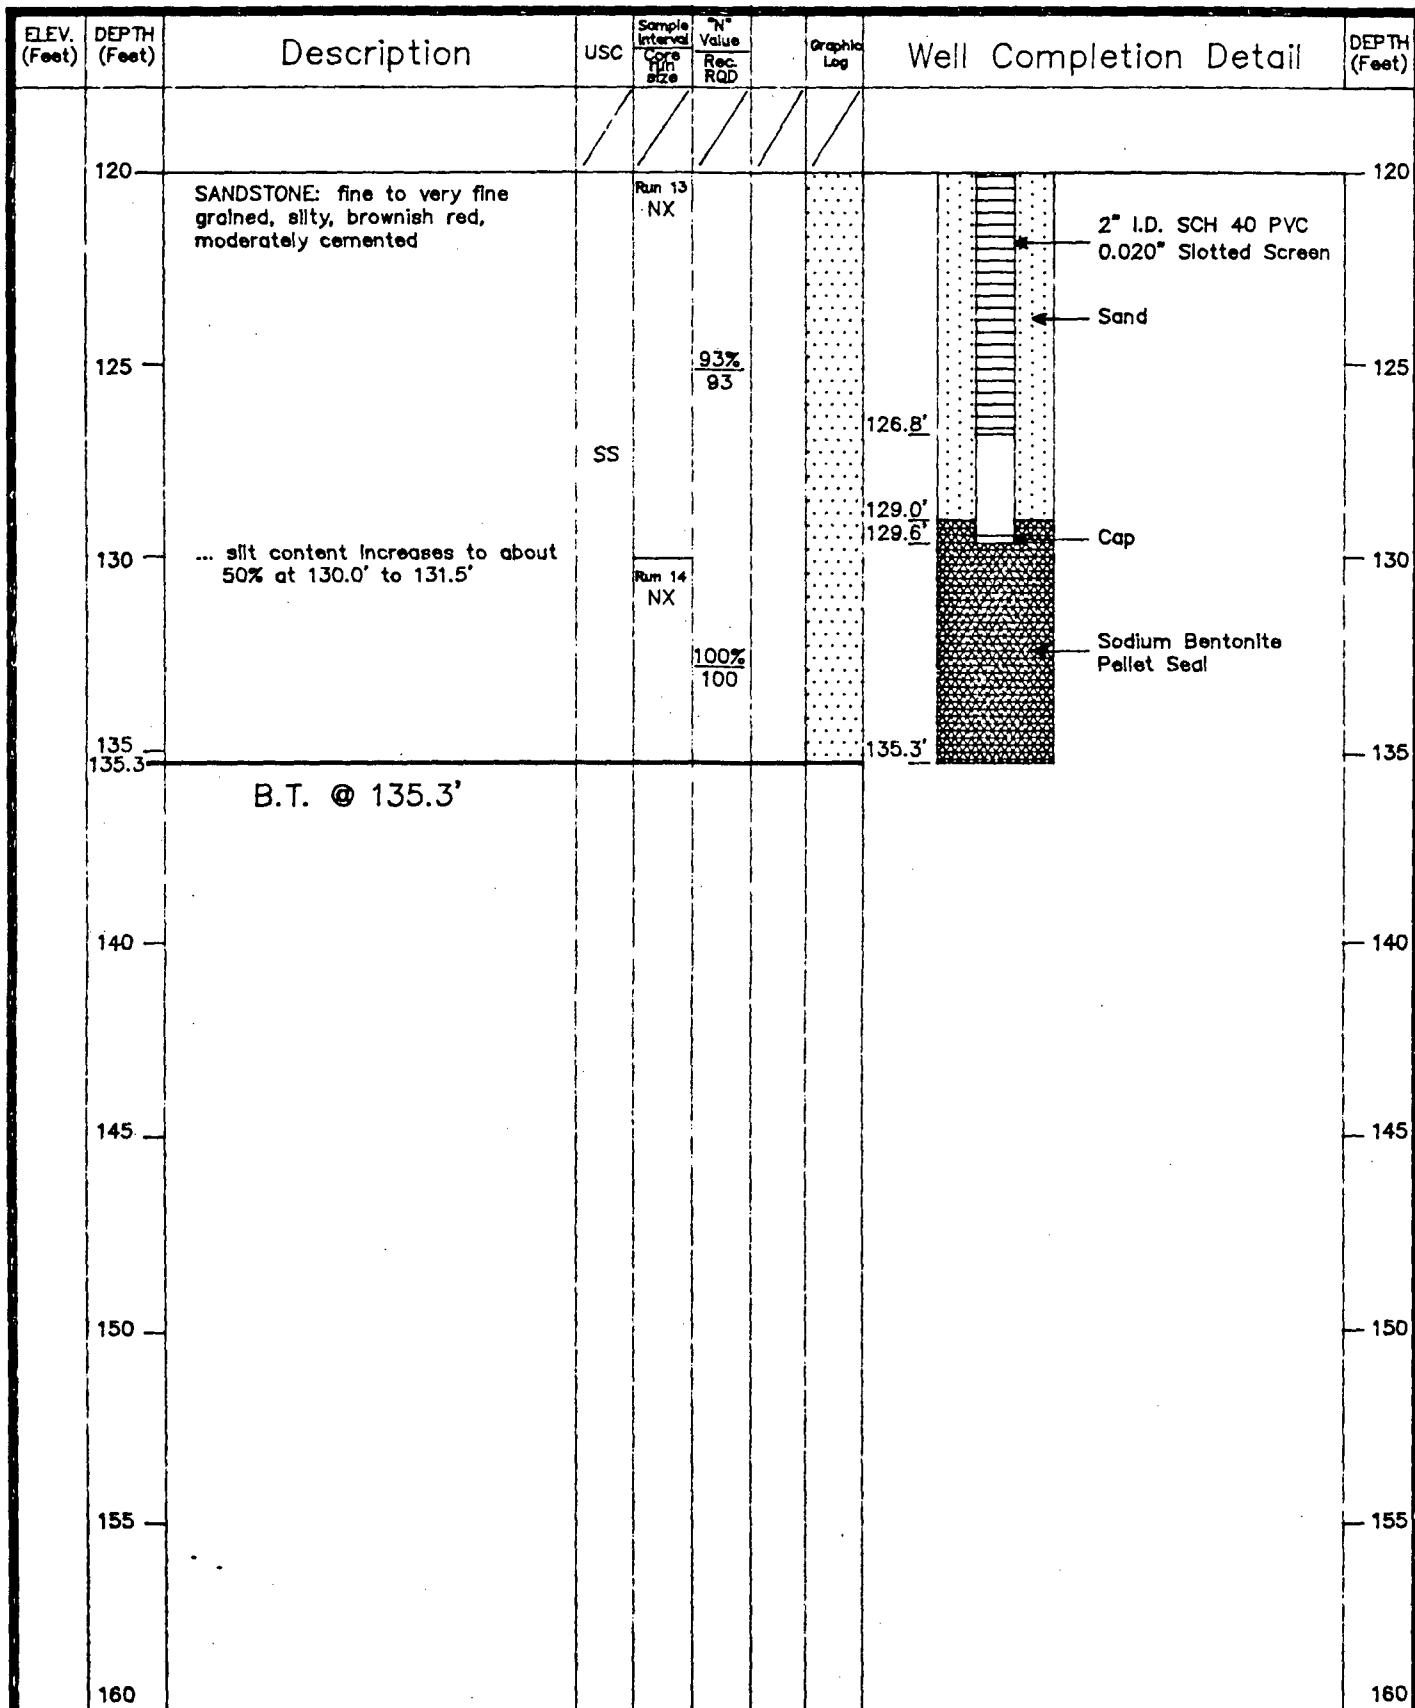 ELEV.
(Feet)
DEPTH
(Feet)
Description
USC
Sample
Interval
Core
run
size
"N"
Value
Rec.
RQD
Graphic
Log
Well Completion Detail
DEPTH
(Feet)
120
SANDSTONE: fine to very fine
grained, silty, brownish red,
moderately cemented
Run 13
NX
2" I.D. SCH 40 PVC
0.020" Slotted Screen
120
Sand
125
93%
93
125
126.8'
SS
129.0'
129.6'
Cap
130
... silt content increases to about
50% at 130.0' to 131.5'
Run 14
NX
130
100%
100
Sodium Bentonite
Pellet Seal
135
135.3
135.3'
135
B.T. @ 135.3'
140
140
145
145
150
150
155
155
160
160